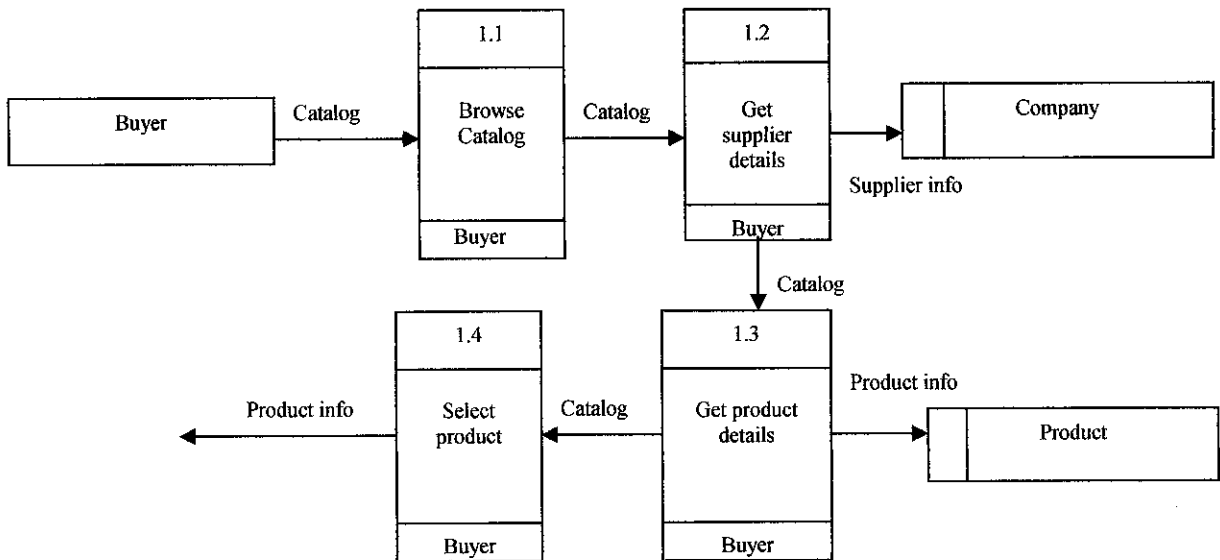 Buyer
Catalog
1.1
Browse
Catalog
Buyer
Catalog
1.2
Get
supplier
details
Buyer
Supplier info
Company
Catalog
1.3
Get product
details
Buyer
Product info
Product
Catalog
1.4
Select
product
Buyer
Product info